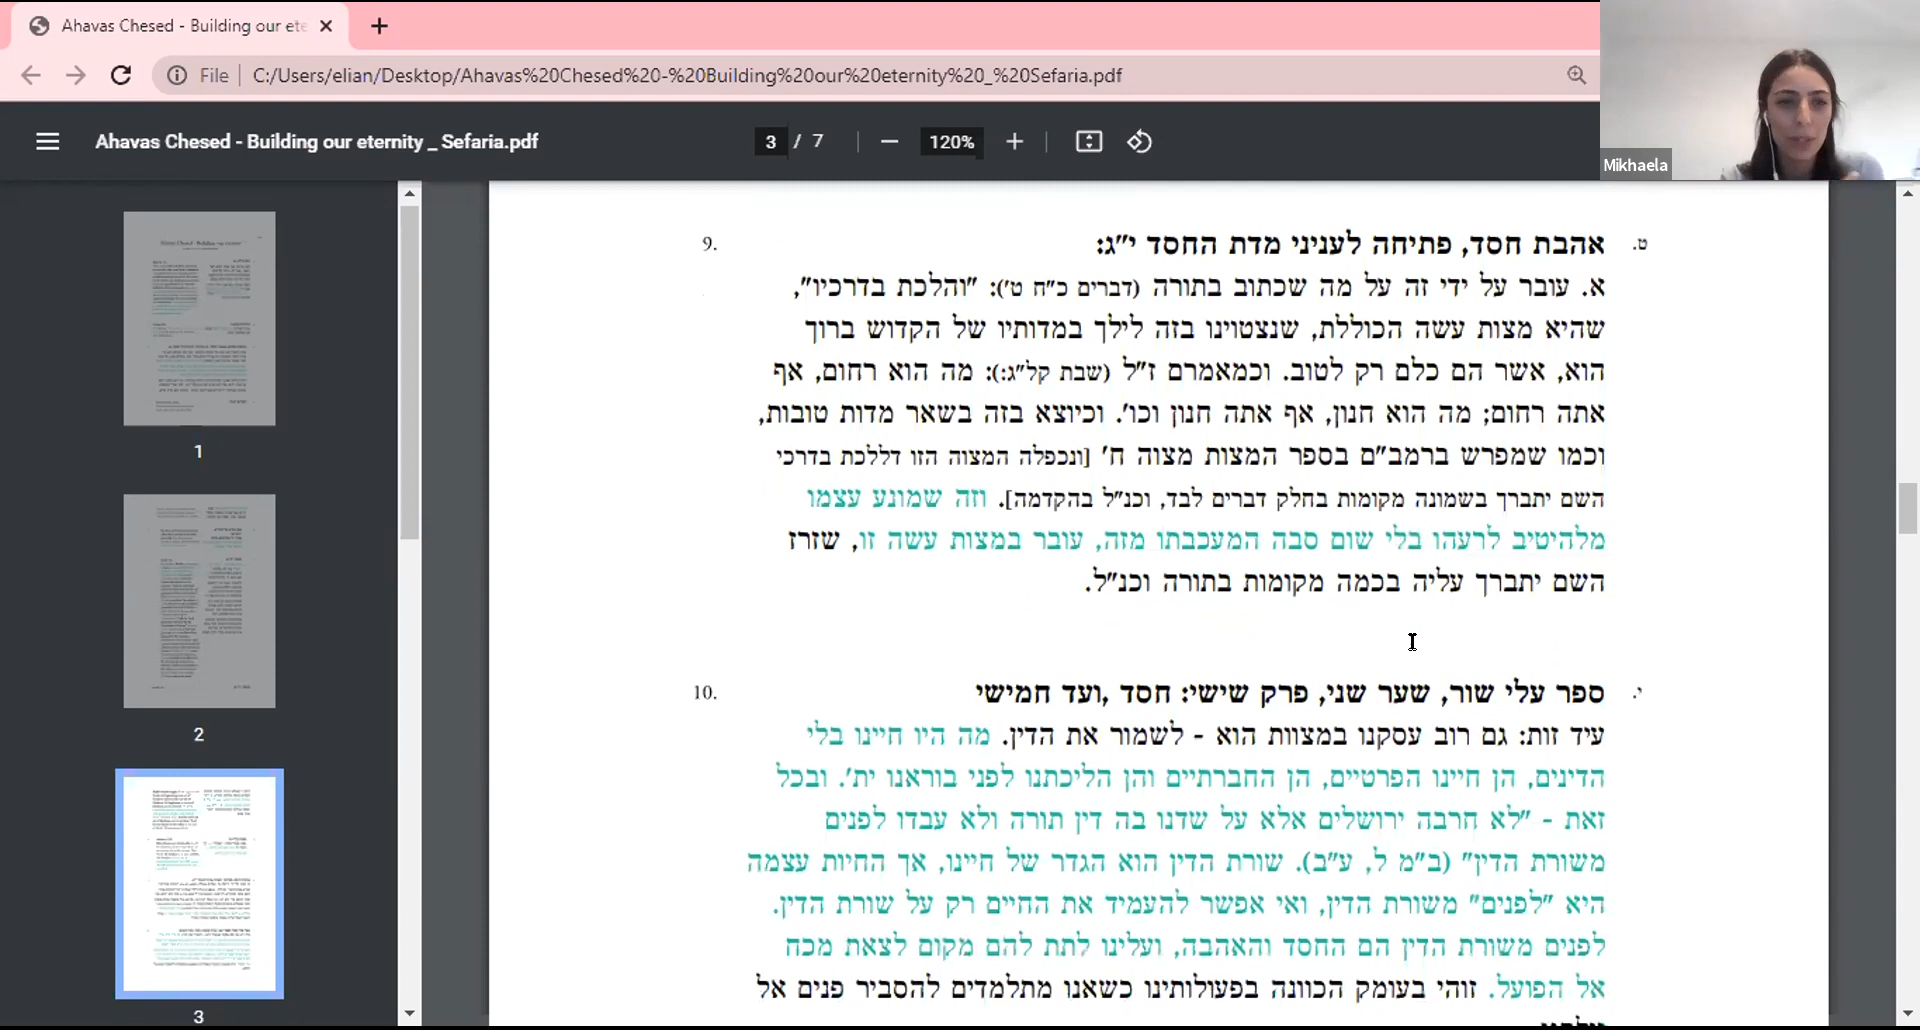 Ahavas Chesed - Building our ete
File
C:/Users/elian/Desktop/Ahavas%20Chesed%20-%20Building%20our%20eternity%20_%20Sefaria.pdf
Mikhaela
Ahavas Chesed - Building our eternity _ Sefaria.pdf
3 / 7
120%
1
2
3
9.
ט.
אהבת חסד, פתיחה לעניני מדת החסד י״ג:
א. עובר על ידי זה על מה שכתוב בתורה (דברים כ״ח ט׳): "והלכת בדרכיו",
שהיא מצות עשה הכוללת, שנצטוינו בזה לילך במדותיו של הקדוש ברוך
הוא, אשר הם כלם רק לטוב. וכמאמרם ז״ל (שבת קל״ג:): מה הוא רחום, אף
אתה רחום; מה הוא חנון, אף אתה חנון וכו׳. וכיוצא בזה בשאר מדות טובות,
וכמו שמפרש ברמב״ם בספר המצות מצוה ח׳ [ונכפלה המצוה הזו דללכת בדרכי
השם יתברך בשמונה מקומות בחלק דברים לבד, וכנ״ל בהקדמה]. וזה שמונע עצמו
מלהיטיב לרעהו בלי שום סבה המעכבתו מזה, עובר במצות עשה זו, שזרז
השם יתברך עליה בכמה מקומות בתורה וכנ״ל.
10.
י.
ספר עלי שור, שער שני, פרק שישי: חסד ,ועד חמישי
עיד זות: גם רוב עסקנו במצוות הוא - לשמור את הדין. מה היו חיינו בלי
הדינים, הן חיינו הפרטיים, הן החברתיים והן הליכתנו לפני בוראנו ית׳. ובכל
זאת - "לא חרבה ירושלים אלא על שדנו בה דין תורה ולא עבדו לפנים
משורת הדין" (ב״מ ל, ע״ב). שורת הדין הוא הגדר של חיינו, אך החיות עצמה
היא "לפנים" משורת הדין, ואי אפשר להעמיד את החיים רק על שורת הדין.
לפנים משורת הדין הם החסד והאהבה, ועלינו לתת להם מקום לצאת מכח
אל הפועל. זוהי בעומק הכוונה בפעולותינו כשאנו מתלמדים להסביר פנים אל